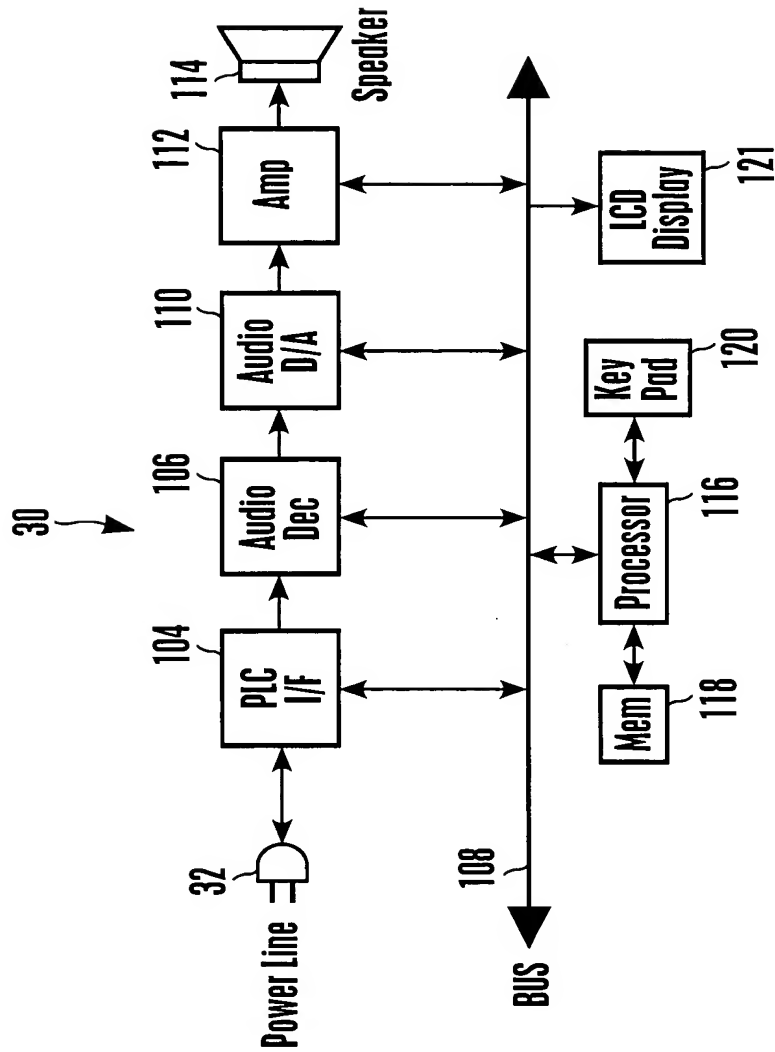 30
32
104
106
110
112
114
Power Line
PLC
I/F
Audio
Dec
Audio
D/A
Amp
Speaker
BUS
108
Mem
118
Processor
116
Key
Pad
120
LCD
Display
121